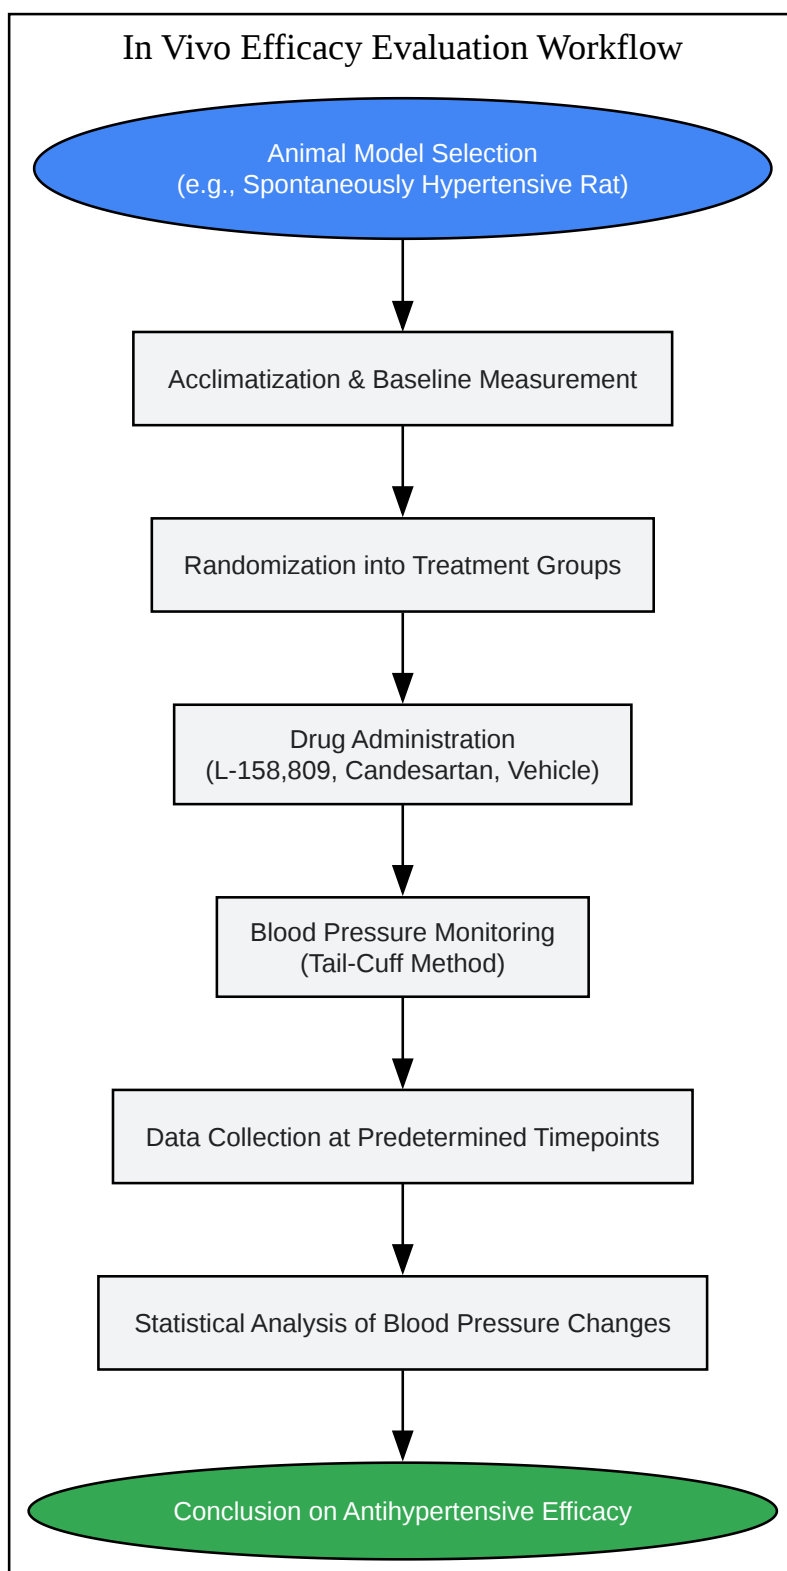 In Vivo Efficacy Evaluation Workflow
Animal Model Selection
(e.g., Spontaneously Hypertensive Rat)
Acclimatization & Baseline Measurement
Randomization into Treatment Groups
Drug Administration
(L-158,809, Candesartan, Vehicle)
Blood Pressure Monitoring
(Tail-Cuff Method)
Data Collection at Predetermined Timepoints
Statistical Analysis of Blood Pressure Changes
Conclusion on Antihypertensive Efficacy